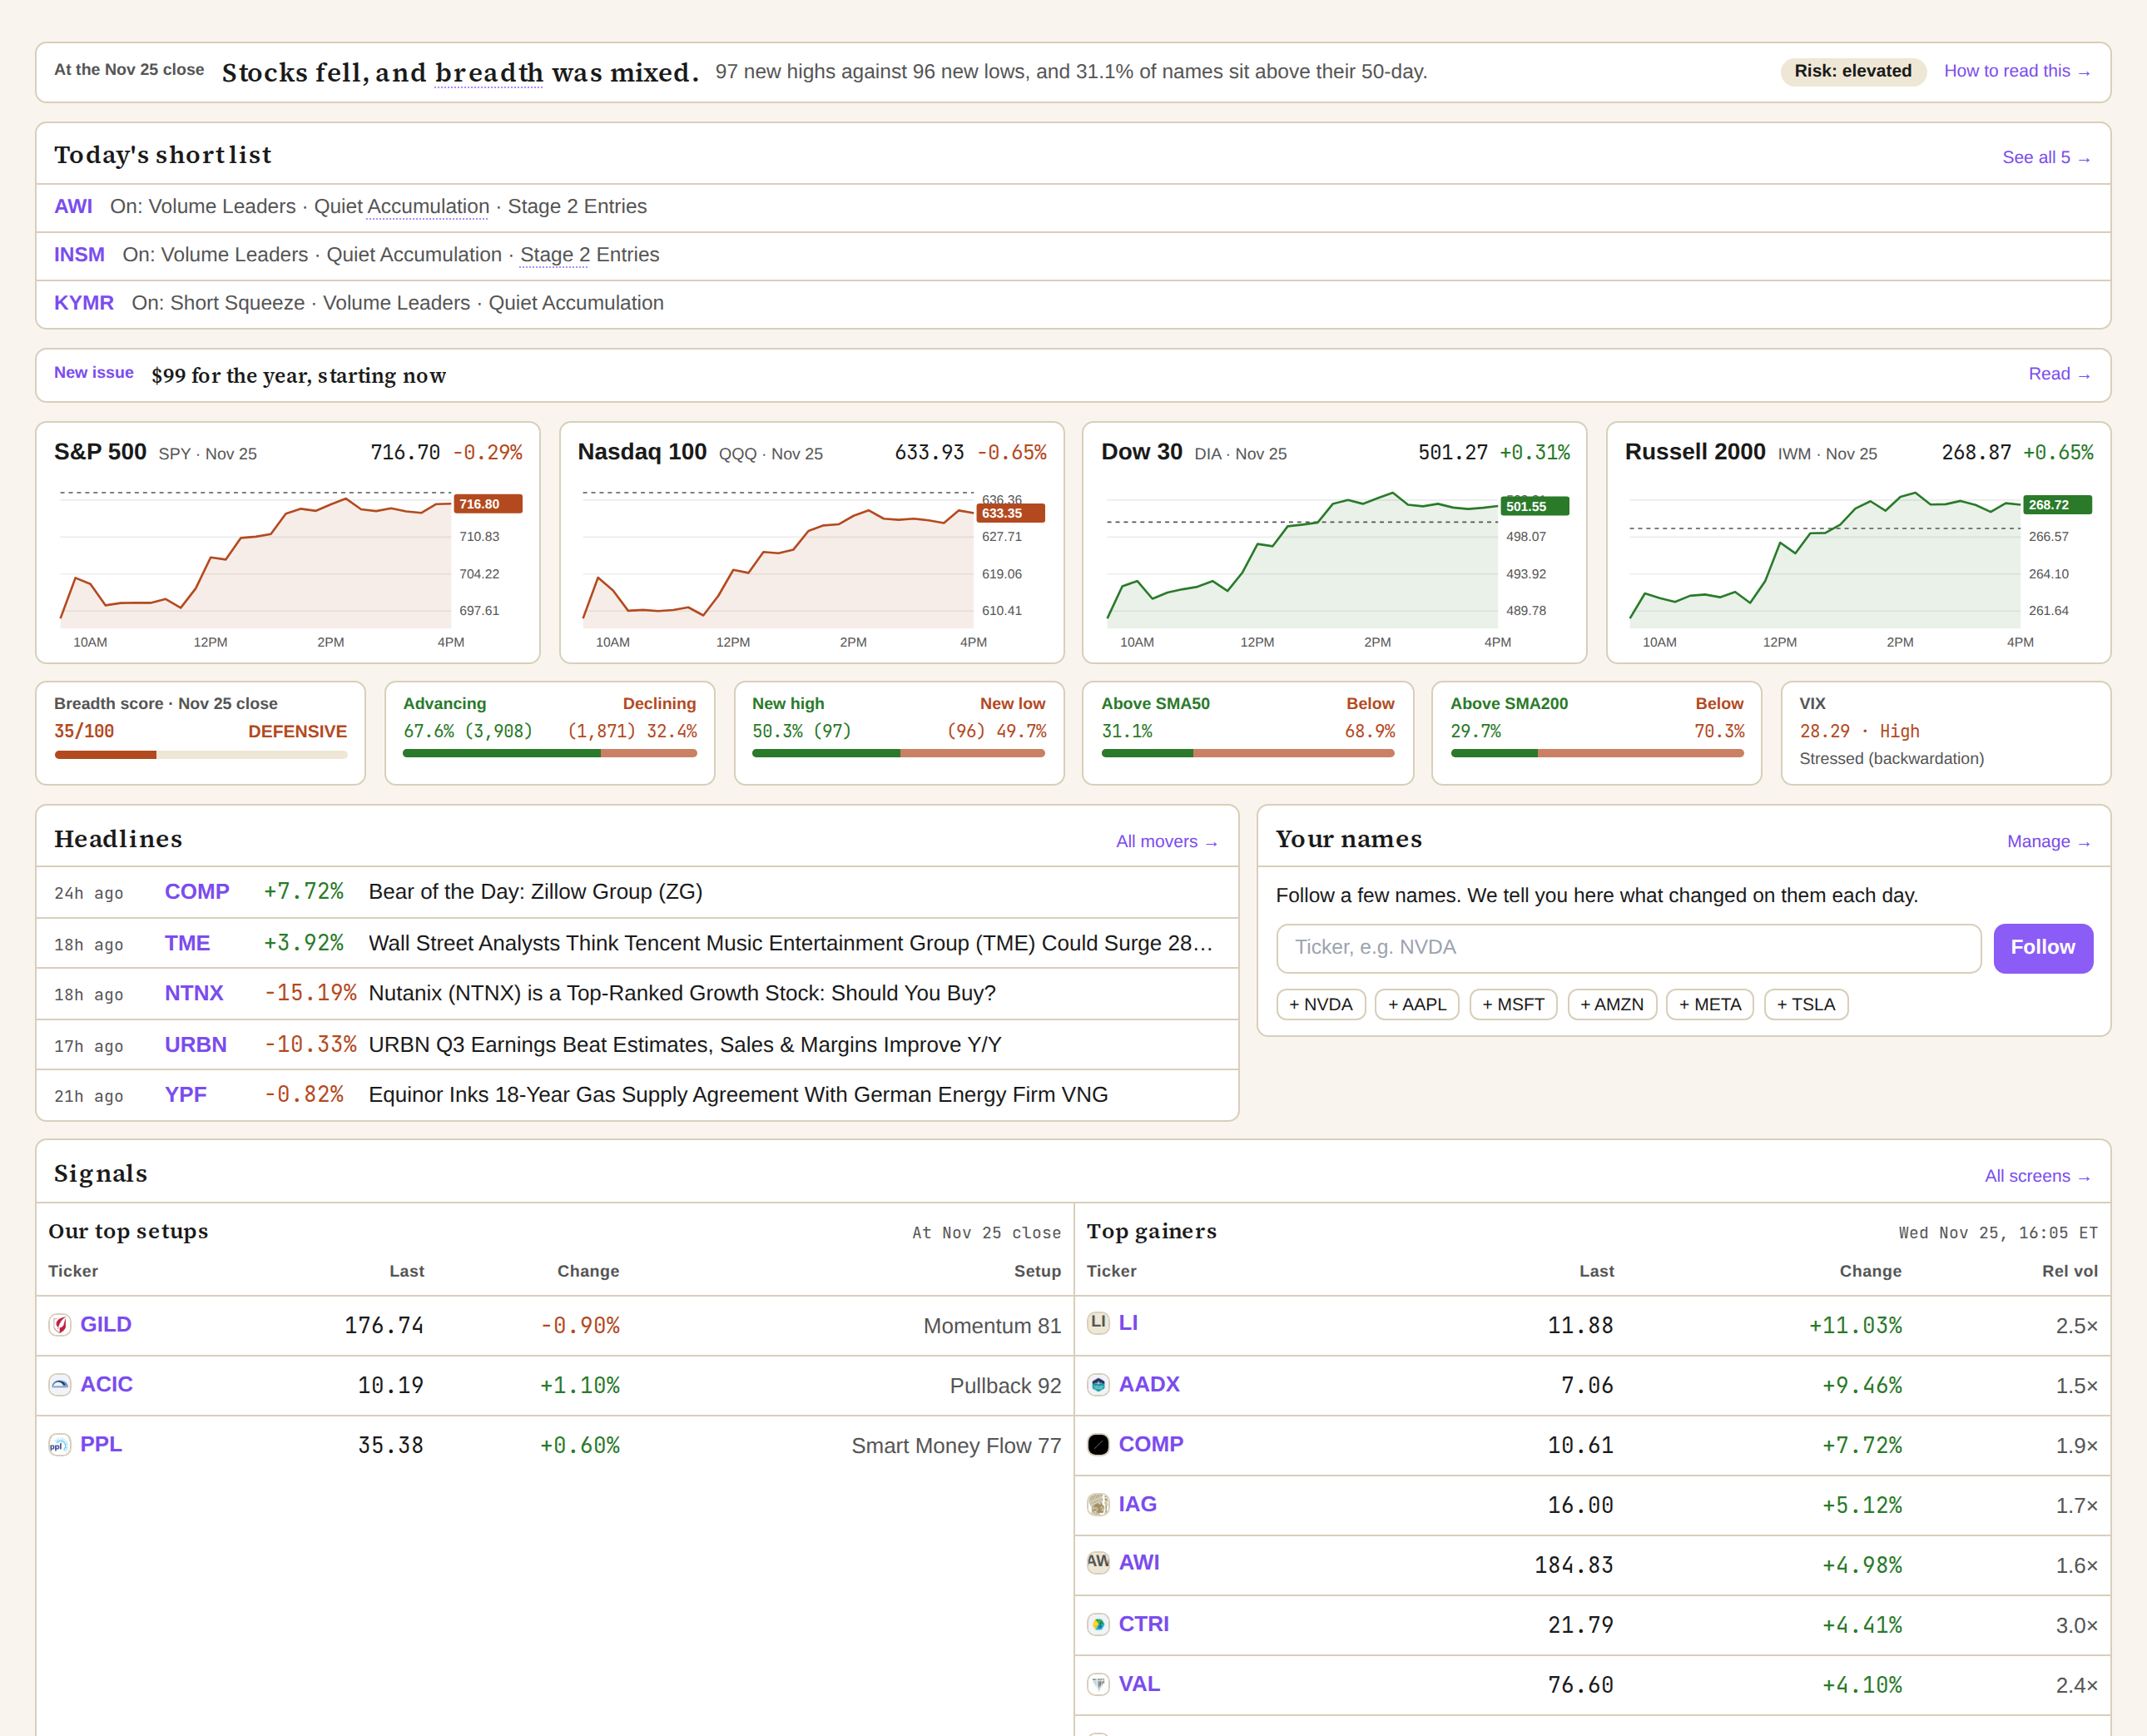 At the Nov 25 close Stocks fell, and breadth was mixed. 97 new highs against 96 new lows, and 31.1% of names sit above their 50-day. Risk: elevated How to read this →
Today's shortlist See all 5 →
AWI On: Volume Leaders · Quiet Accumulation · Stage 2 Entries
INSM On: Volume Leaders · Quiet Accumulation · Stage 2 Entries
KYMR On: Short Squeeze · Volume Leaders · Quiet Accumulation
New issue $99 for the year, starting now Read →
S&P 500 SPY · Nov 25 716.70 -0.29%
716.80
710.83
704.22
697.61
10AM 12PM 2PM 4PM
Nasdaq 100 QQQ · Nov 25 633.93 -0.65%
636.36
633.35
627.71
619.06
610.41
10AM 12PM 2PM 4PM
Dow 30 DIA · Nov 25 501.27 +0.31%
501.55
498.07
493.92
489.78
10AM 12PM 2PM 4PM
Russell 2000 IWM · Nov 25 268.87 +0.65%
268.72
266.57
264.10
261.64
10AM 12PM 2PM 4PM
Breadth score · Nov 25 close
35/100 DEFENSIVE
Advancing Declining
67.6% (3,908) (1,871) 32.4%
New high New low
50.3% (97) (96) 49.7%
Above SMA50 Below
31.1% 68.9%
Above SMA200 Below
29.7% 70.3%
VIX
28.29 · High
Stressed (backwardation)
Headlines All movers →
24h ago COMP +7.72% Bear of the Day: Zillow Group (ZG)
18h ago TME +3.92% Wall Street Analysts Think Tencent Music Entertainment Group (TME) Could Surge 28…
18h ago NTNX -15.19% Nutanix (NTNX) is a Top-Ranked Growth Stock: Should You Buy?
17h ago URBN -10.33% URBN Q3 Earnings Beat Estimates, Sales & Margins Improve Y/Y
21h ago YPF -0.82% Equinor Inks 18-Year Gas Supply Agreement With German Energy Firm VNG
Your names Manage →
Follow a few names. We tell you here what changed on them each day.
Ticker, e.g. NVDA Follow
+ NVDA + AAPL + MSFT + AMZN + META + TSLA
Signals All screens →
Our top setups At Nov 25 close
Ticker Last Change Setup
GILD 176.74 -0.90% Momentum 81
ACIC 10.19 +1.10% Pullback 92
ppl PPL 35.38 +0.60% Smart Money Flow 77
Top gainers Wed Nov 25, 16:05 ET
Ticker Last Change Rel vol
LI LI 11.88 +11.03% 2.5×
AADX 7.06 +9.46% 1.5×
COMP 10.61 +7.72% 1.9×
IAG 16.00 +5.12% 1.7×
AW AWI 184.83 +4.98% 1.6×
CTRI 21.79 +4.41% 3.0×
VAL 76.60 +4.10% 2.4×